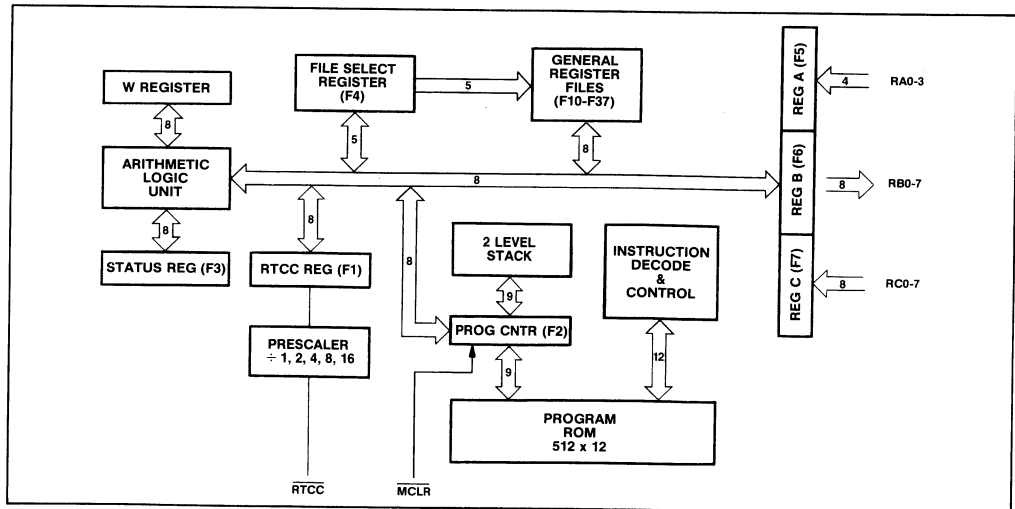 W REGISTER
8
ARITHMETIC
LOGIC
UNIT
8
STATUS REG (F3)
FILE SELECT
REGISTER
(F4)
5
5
GENERAL
REGISTER
FILES
(F10-F37)
8
8
8
RTCC REG (F1)
PRESCALER
÷ 1, 2, 4, 8, 16
RTCC
8
MCLR
2 LEVEL
STACK
9
PROG CNTR (F2)
9
INSTRUCTION
DECODE
&
CONTROL
12
PROGRAM
ROM
512 x 12
REG A (F5)
4
RA0-3
REG B (F6)
8
RB0-7
REG C (F7)
8
RC0-7